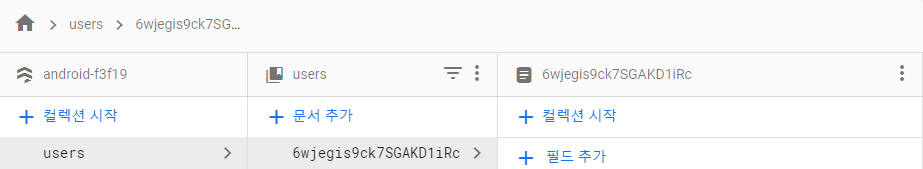 users 6wjegis9ck7SG...
android-f3f19 users 6wjegis9ck7SGAKD1iRc
컬렉션 시작 문서 추가 컬렉션 시작
users 6wjegis9ck7SGAKD1iRc 필드 추가